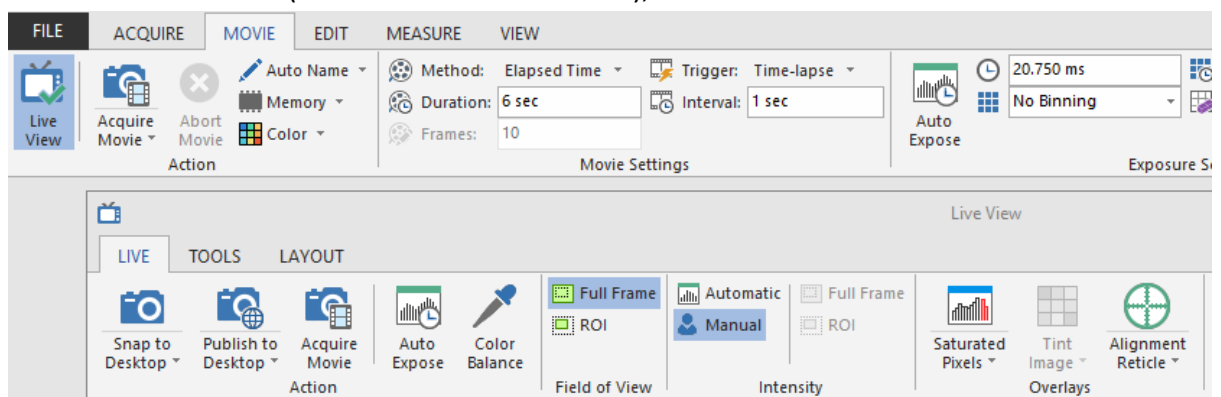 FILE ACQUIRE MOVIE EDIT MEASURE VIEW
Live View
Acquire Movie
Abort Movie
Auto Name
Memory
Color
Action
Method: Elapsed Time
Duration: 6 sec
Frames: 10
Trigger: Time-lapse
Interval: 1 sec
Movie Settings
Auto Expose
20.750 ms
No Binning
Exposure S
Live View
LIVE TOOLS LAYOUT
Snap to Desktop
Publish to Desktop
Acquire Movie
Auto Expose
Color Balance
Action
Full Frame
ROI
Field of View
Automatic
Manual
Full Frame
ROI
Intensity
Saturated Pixels
Tint Image
Alignment Reticle
Overlays